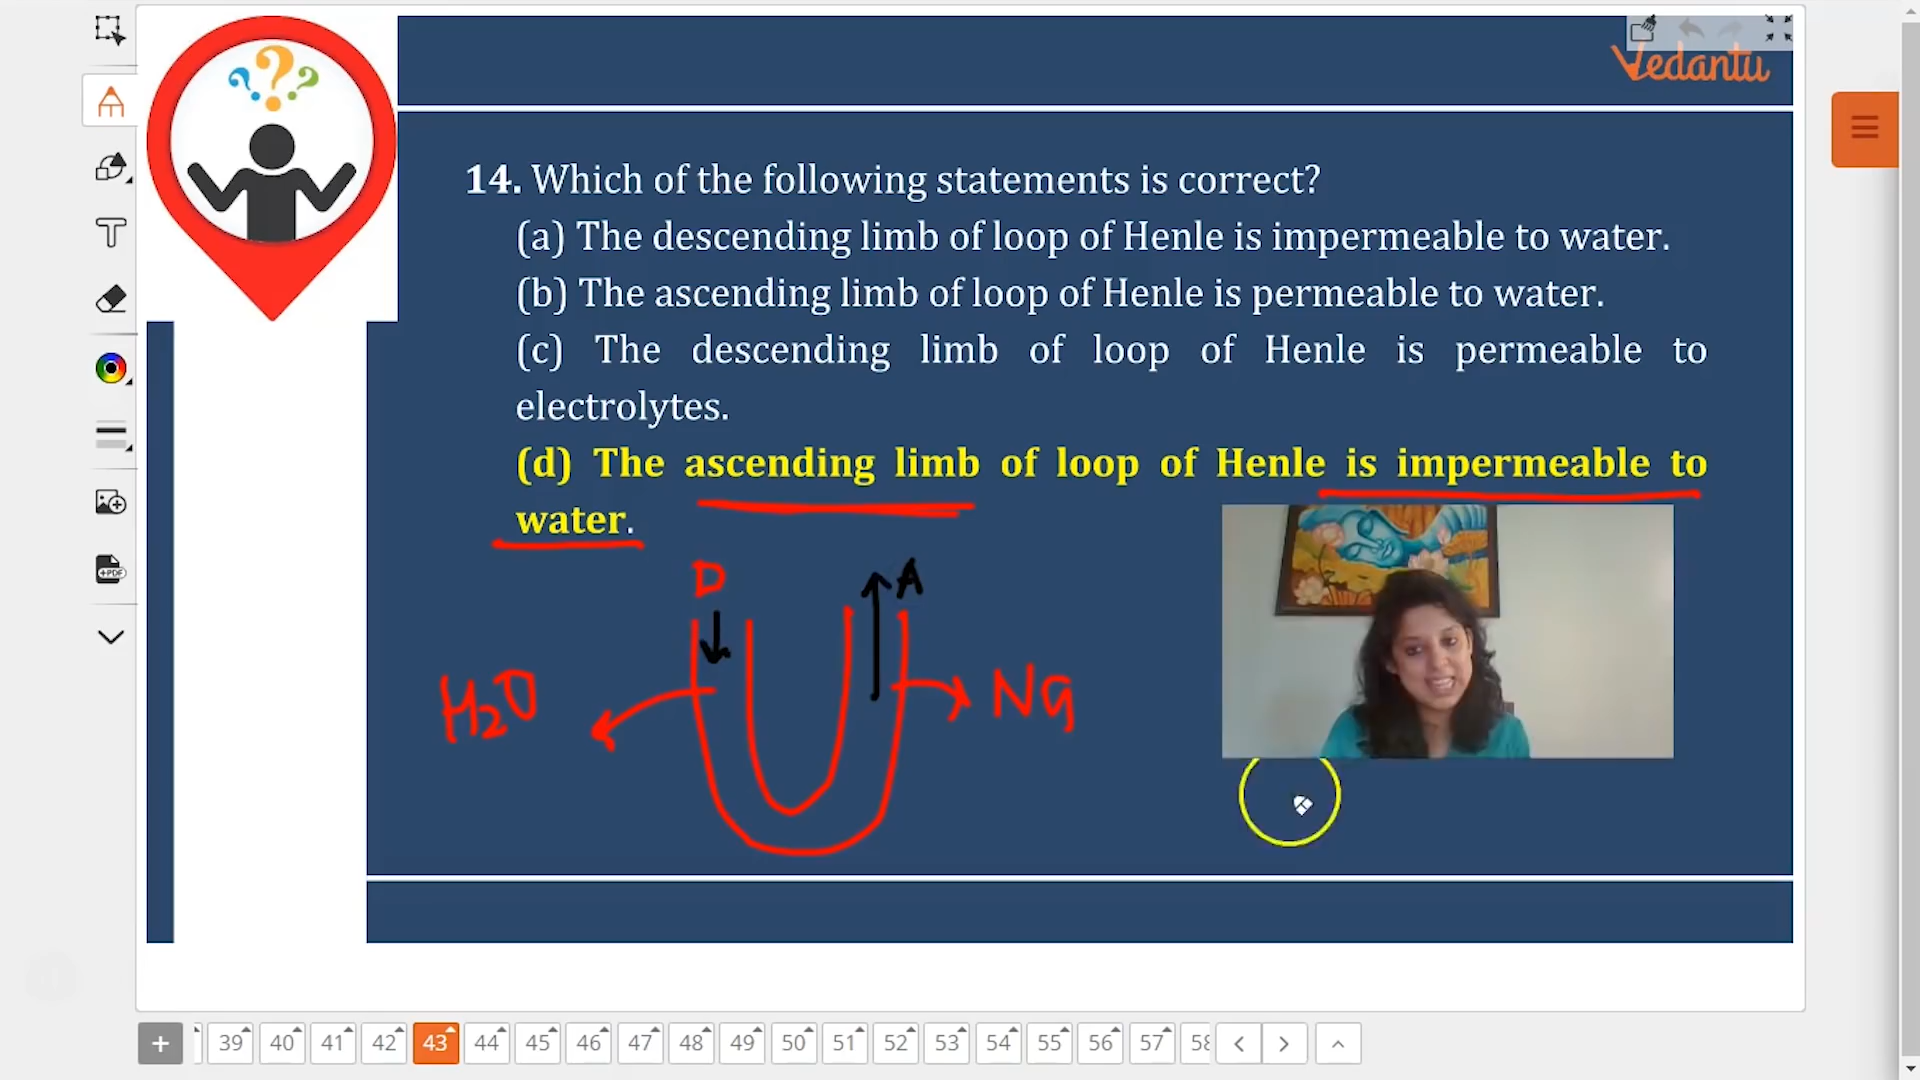 Vedantu
14. Which of the following statements is correct?
(a) The descending limb of loop of Henle is impermeable to water.
(b) The ascending limb of loop of Henle is permeable to water.
(c) The descending limb of loop of Henle is permeable to
electrolytes.
(d) The ascending limb of loop of Henle is impermeable to
water.
D
A
H2O
Na
T
+PDF
+ 39 40 41 42 43 44 45 46 47 48 49 50 51 52 53 54 55 56 57 58